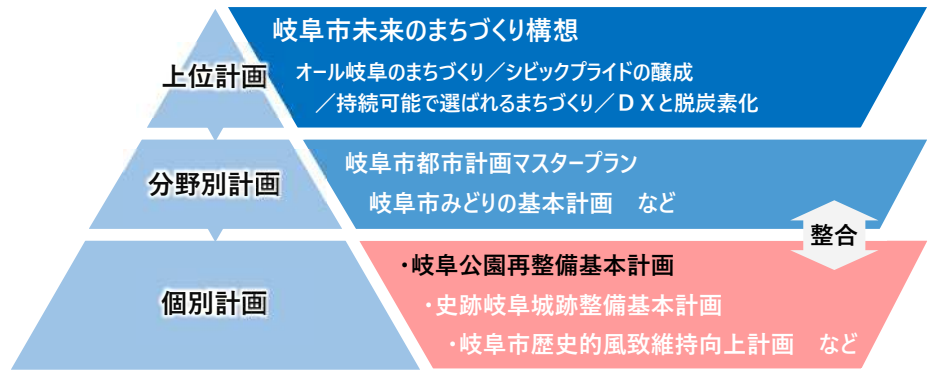 上位計画
岐阜市未来のまちづくり構想
オール岐阜のまちづくり／シビックプライドの醸成
／持続可能で選ばれるまちづくり／ＤＸと脱炭素化
分野別計画
岐阜市都市計画マスタープラン
岐阜市みどりの基本計画　など
整合
個別計画
・岐阜公園再整備基本計画
・史跡岐阜城跡整備基本計画
・岐阜市歴史的風致維持向上計画　など